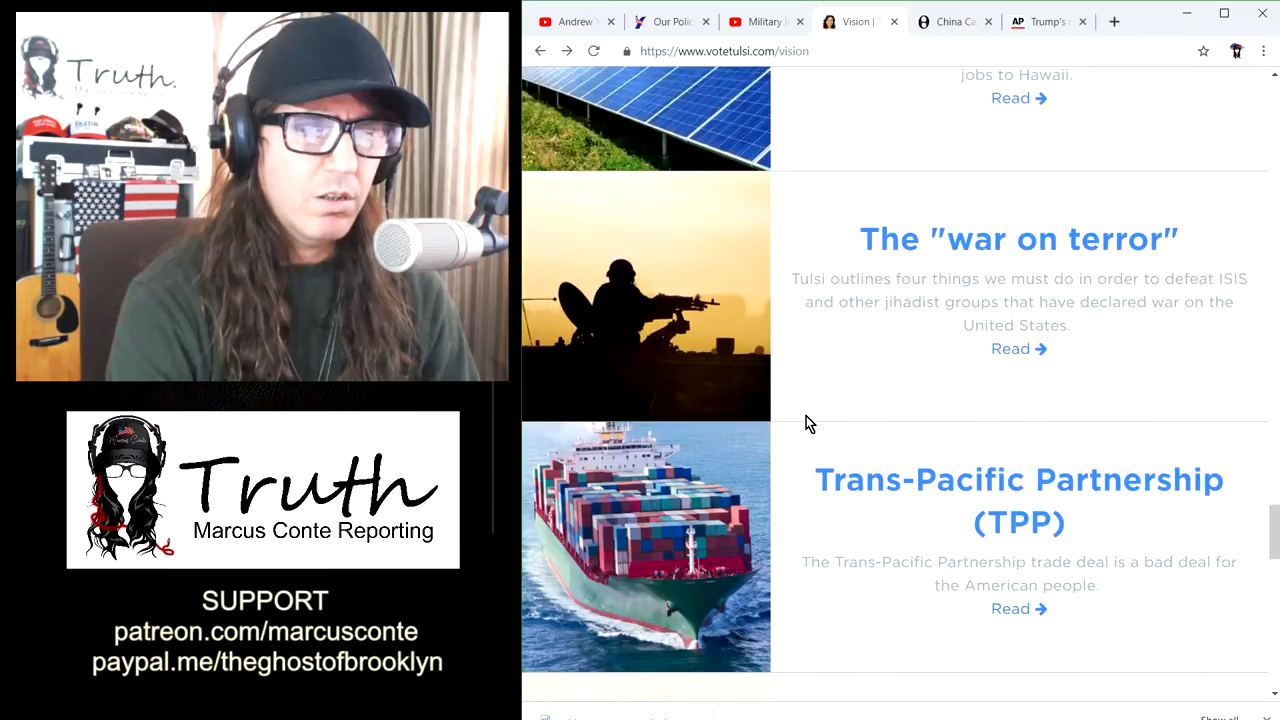 Truth.
Truth
Marcus Conte Reporting
SUPPORT
patreon.com/marcusconte
paypal.me/theghostofbrooklyn
Andrew
Our Polic
Military i
Vision |
China Ca
Trump's
https://www.votetulsi.com/vision
jobs to Hawaii.
Read →
The "war on terror"
Tulsi outlines four things we must do in order to defeat ISIS
and other jihadist groups that have declared war on the
United States.
Read →
Trans-Pacific Partnership
(TPP)
The Trans-Pacific Partnership trade deal is a bad deal for
the American people.
Read →